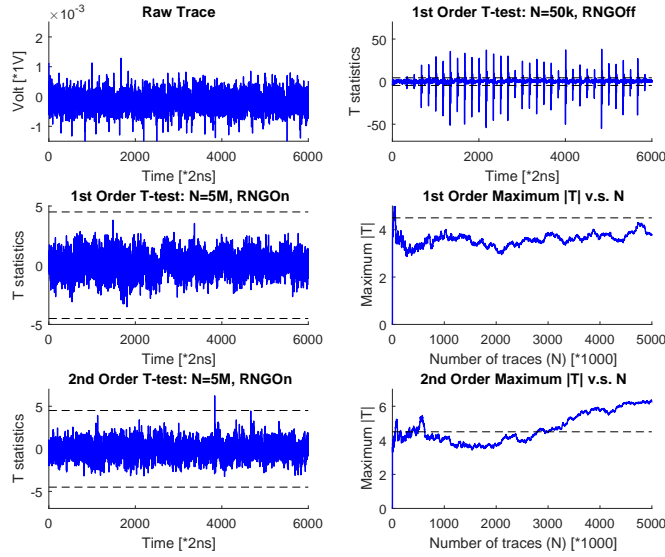 Raw Trace
×10⁻³
2
1
0
-1
Volt [*1V]
0
2000
4000
6000
Time [*2ns]
1st Order T-test: N=50k, RNGOff
50
0
-50
T statistics
0
2000
4000
6000
Time [*2ns]
1st Order T-test: N=5M, RNGOn
5
0
-5
T statistics
0
2000
4000
6000
Time [*2ns]
1st Order Maximum |T| v.s. N
4
2
0
Maximum |T|
0
1000
2000
3000
4000
5000
Number of traces (N) [*1000]
2nd Order T-test: N=5M, RNGOn
5
0
-5
T statistics
0
2000
4000
6000
Time [*2ns]
2nd Order Maximum |T| v.s. N
6
4
2
0
Maximum |T|
0
1000
2000
3000
4000
5000
Number of traces (N) [*1000]